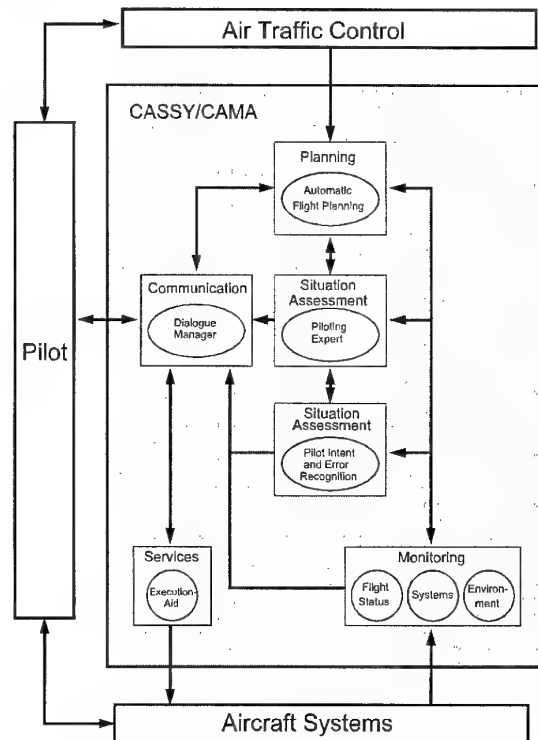 Air Traffic Control
CASSY/CAMA
Planning
Automatic
Flight Planning
Communication
Dialogue
Manager
Situation
Assessment
Piloting
Expert
Pilot
Situation
Assessment
Pilot Intent
and Error
Recognition
Services
Execution-
Aid
Monitoring
Flight
Status
Systems
Environ-
ment
Aircraft Systems